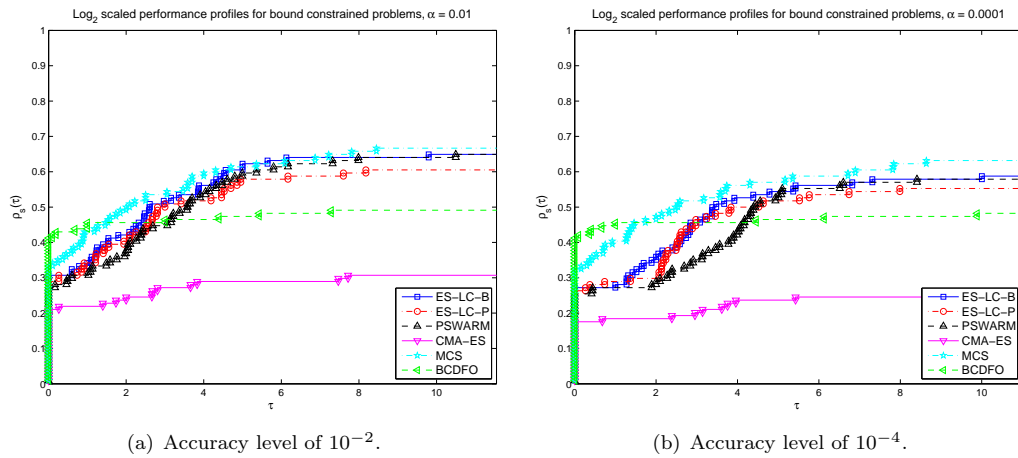 Log₂ scaled performance profiles for bound constrained problems, α = 0.01
1
0.9
0.8
0.7
0.6
0.5
0.4
0.3
0.2
0.1
0
ρₛ(τ)
0 2 4 6 8 10
τ
ES−LC−B
ES−LC−P
PSWARM
CMA−ES
MCS
BCDFO
(a) Accuracy level of 10⁻².
Log₂ scaled performance profiles for bound constrained problems, α = 0.0001
1
0.9
0.8
0.7
0.6
0.5
0.4
0.3
0.2
0.1
0
ρₛ(τ)
0 2 4 6 8 10
τ
ES−LC−B
ES−LC−P
PSWARM
CMA−ES
MCS
BCDFO
(b) Accuracy level of 10⁻⁴.